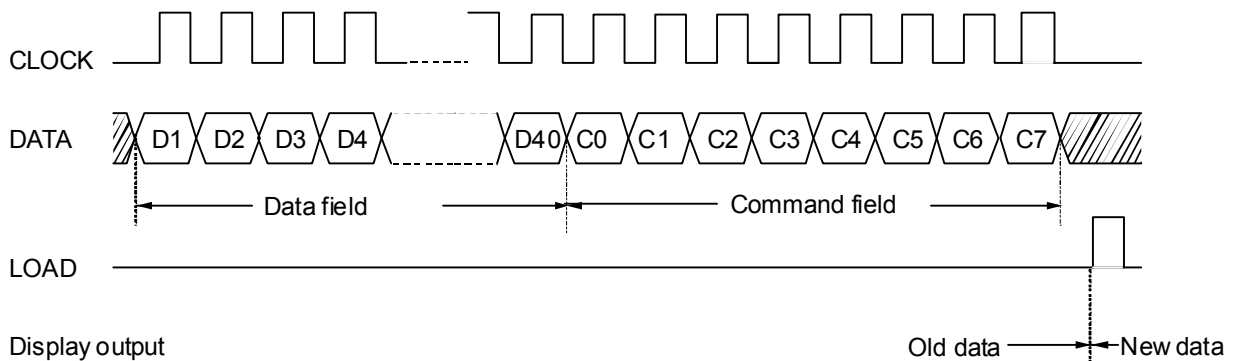 CLOCK
DATA D1 D2 D3 D4 D40 C0 C1 C2 C3 C4 C5 C6 C7
Data field Command field
LOAD
Display output Old data New data